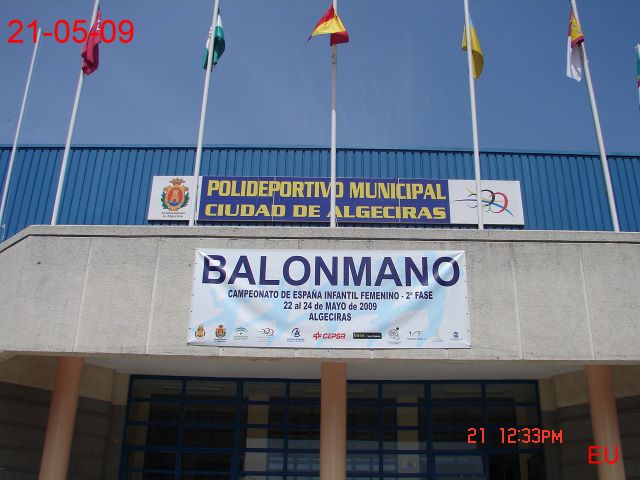 21-05-09
POLIDEPORTIVO MUNICIPAL
CIUDAD DE ALGECIRAS
BALONMANO
CAMPEONATO DE ESPAÑA INFANTIL FEMENINO - 2ª FASE
22 al 24 de MAYO de 2009
ALGECIRAS
CEPSA
21 12:33PM
EU